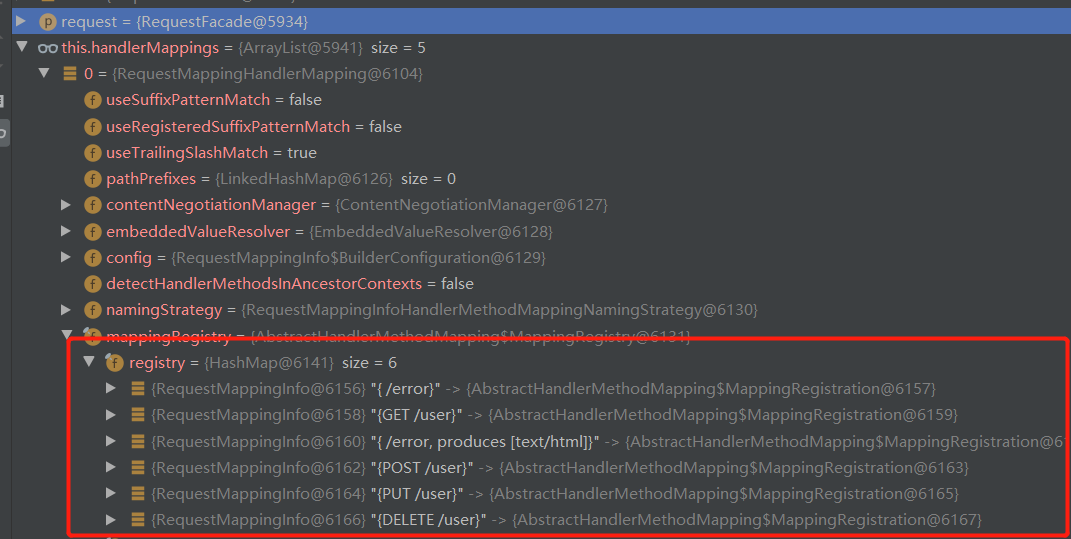 request = {RequestFacade@5934}
this.handlerMappings = {ArrayList@5941} size = 5
0 = {RequestMappingHandlerMapping@6104}
useSuffixPatternMatch = false
useRegisteredSuffixPatternMatch = false
useTrailingSlashMatch = true
pathPrefixes = {LinkedHashMap@6126} size = 0
contentNegotiationManager = {ContentNegotiationManager@6127}
embeddedValueResolver = {EmbeddedValueResolver@6128}
config = {RequestMappingInfo$BuilderConfiguration@6129}
detectHandlerMethodsInAncestorContexts = false
namingStrategy = {RequestMappingInfoHandlerMethodMappingNamingStrategy@6130}
mappingRegistry = {AbstractHandlerMethodMapping$MappingRegistry@6131}
registry = {HashMap@6141} size = 6
{RequestMappingInfo@6156} "{ /error}" -> {AbstractHandlerMethodMapping$MappingRegistration@6157}
{RequestMappingInfo@6158} "{GET /user}" -> {AbstractHandlerMethodMapping$MappingRegistration@6159}
{RequestMappingInfo@6160} "{ /error, produces [text/html]}" -> {AbstractHandlerMethodMapping$MappingRegistration@61
{RequestMappingInfo@6162} "{POST /user}" -> {AbstractHandlerMethodMapping$MappingRegistration@6163}
{RequestMappingInfo@6164} "{PUT /user}" -> {AbstractHandlerMethodMapping$MappingRegistration@6165}
{RequestMappingInfo@6166} "{DELETE /user}" -> {AbstractHandlerMethodMapping$MappingRegistration@6167}